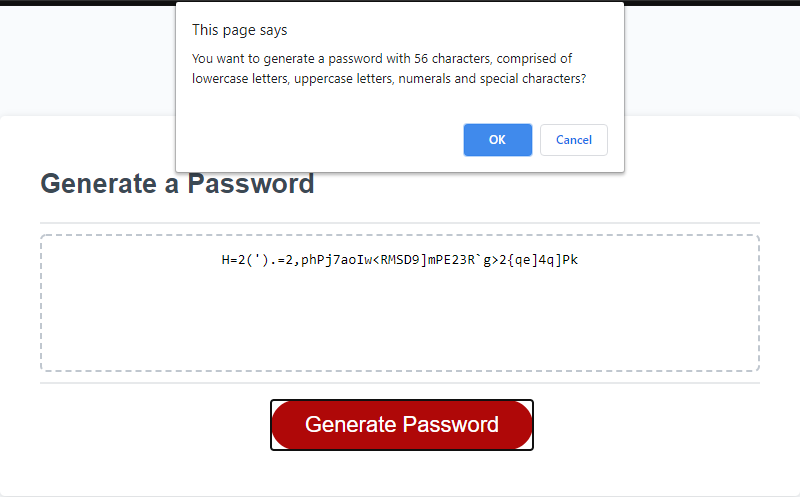 This page says
You want to generate a password with 56 characters, comprised of
lowercase letters, uppercase letters, numerals and special characters?
OK
Cancel
Generate a Password
H=2(').=2,phPj7aoIw<RMSD9]mPE23R`g>2{qe]4q]Pk
Generate Password